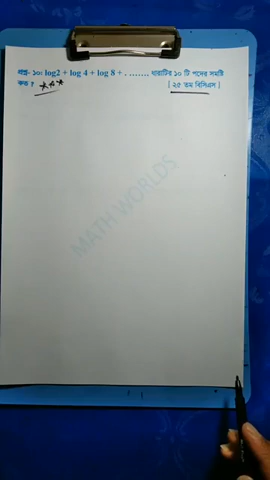 প্রশ্ন- ১০: log2 + log 4 + log 8 + . ……. ধারাটির ১০ টি পদের সমষ্টি
কত ? [ ২৫ তম বিসিএস ]
MATH WORLDS